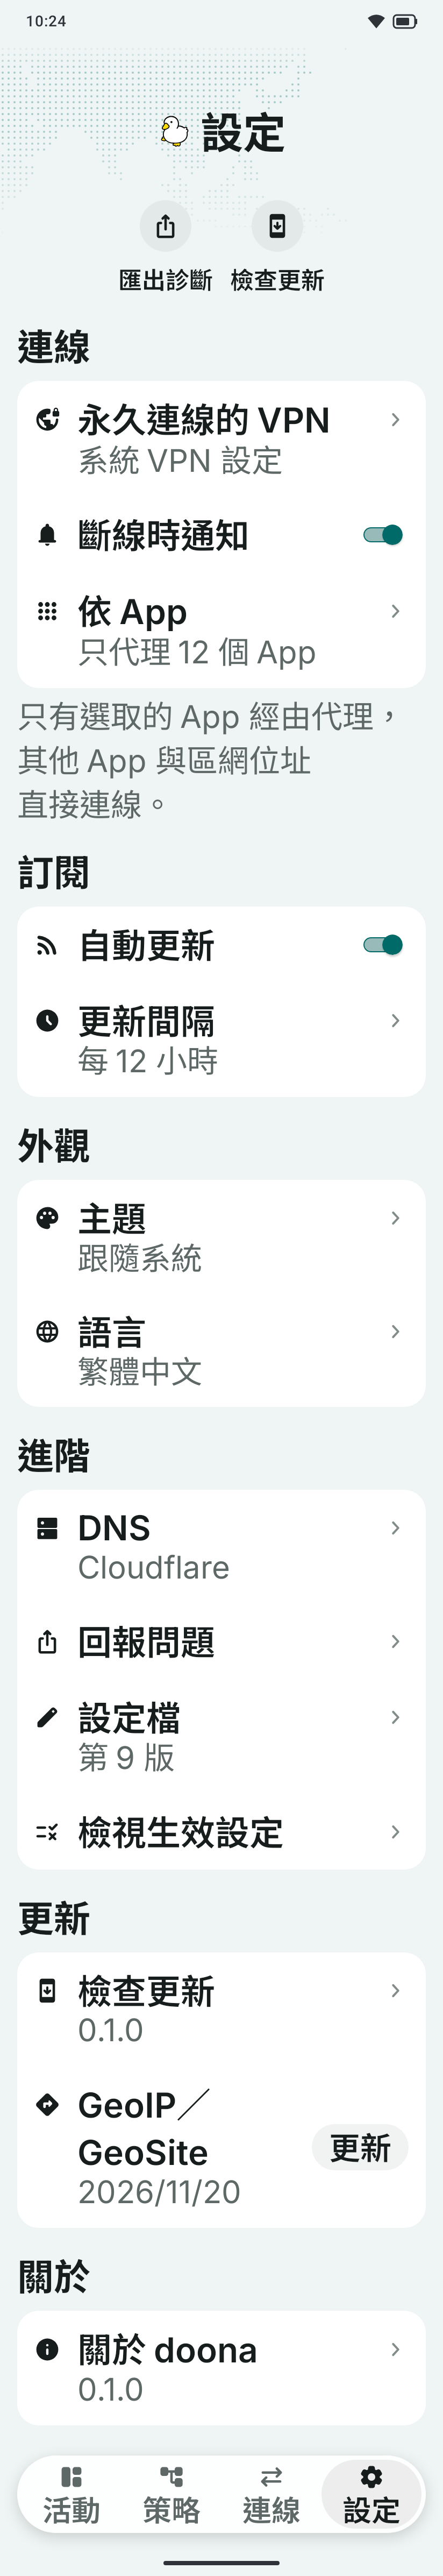 10:24
設定
匯出診斷 檢查更新
連線
永久連線的 VPN
系統 VPN 設定
斷線時通知
依 App
只代理 12 個 App
只有選取的 App 經由代理，
其他 App 與區網位址
直接連線。
訂閱
自動更新
更新間隔
每 12 小時
外觀
主題
跟隨系統
語言
繁體中文
進階
DNS
Cloudflare
回報問題
設定檔
第 9 版
檢視生效設定
更新
檢查更新
0.1.0
GeoIP／
GeoSite
更新
2026/11/20
關於
關於 doona
0.1.0
活動 策略 連線 設定